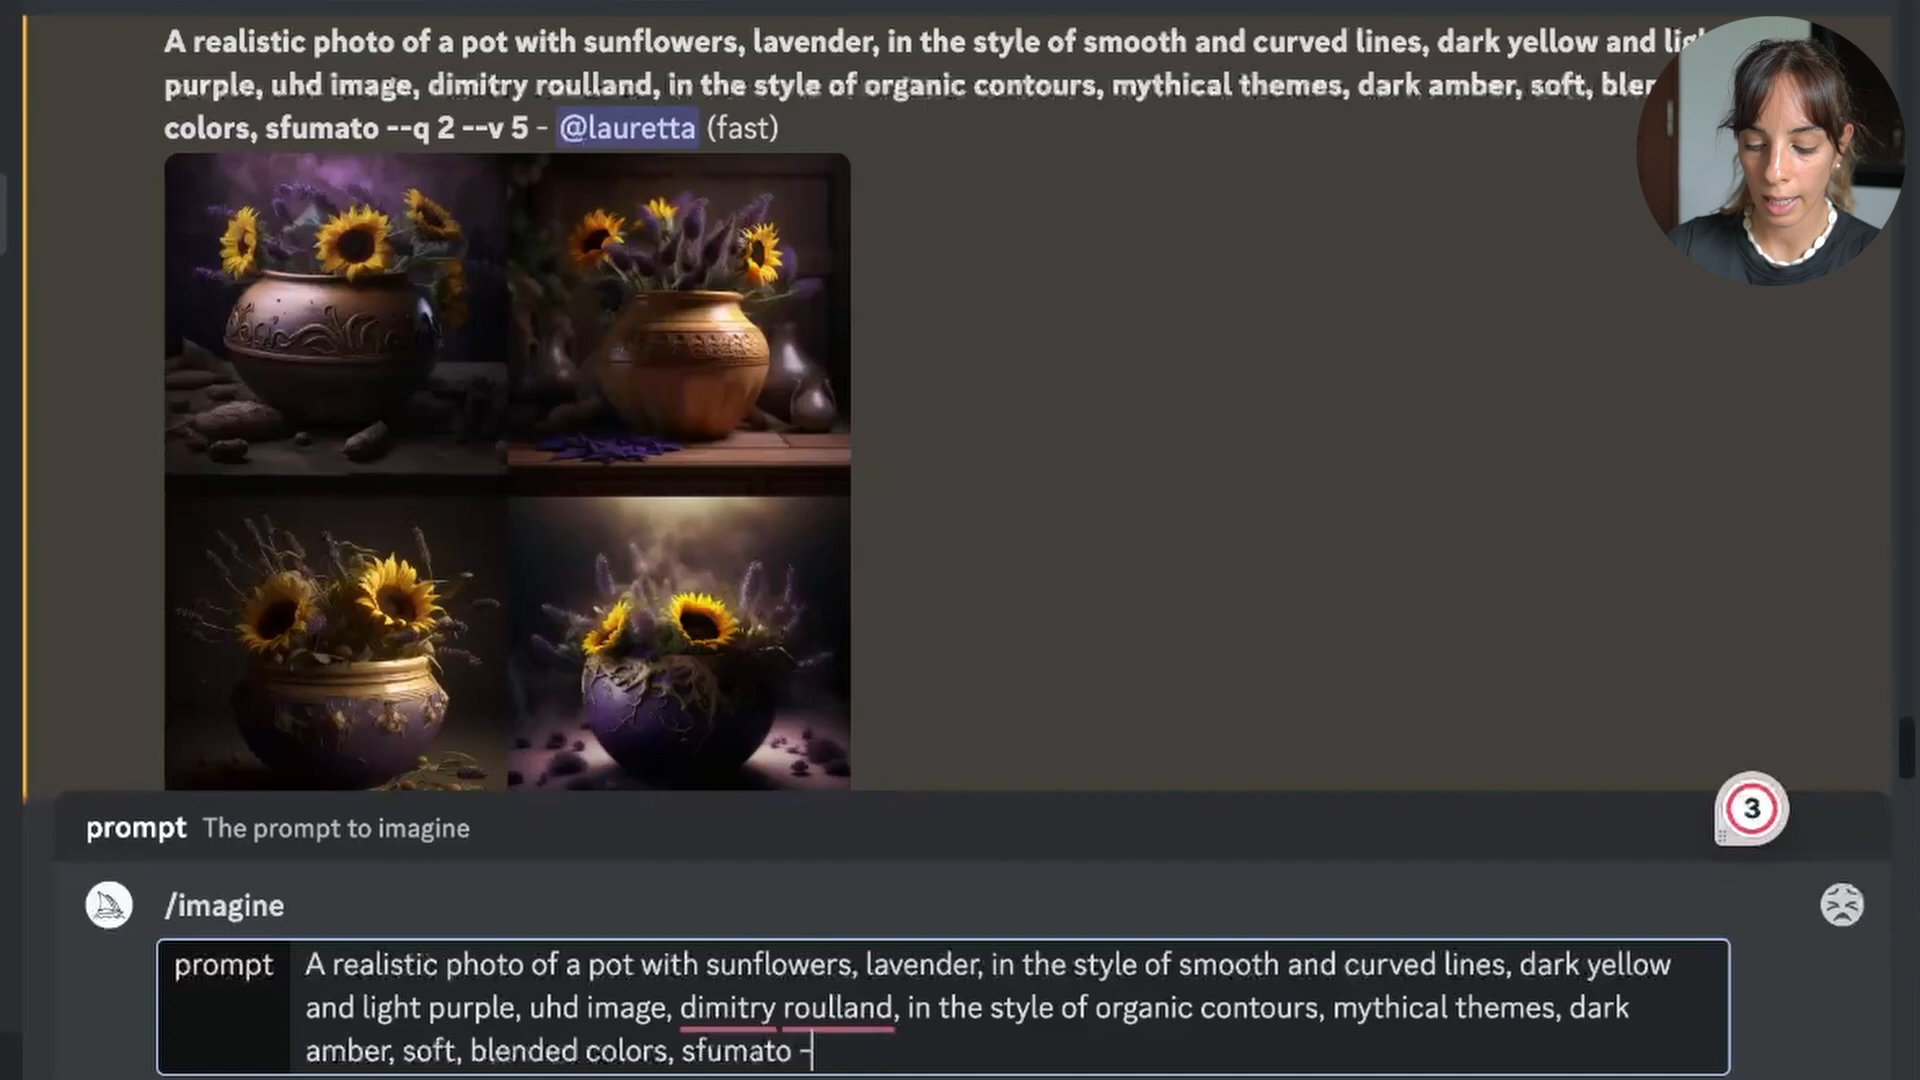 A realistic photo of a pot with sunflowers, lavender, in the style of smooth and curved lines, dark yellow and
purple, uhd image, dimitry roulland, in the style of organic contours, mythical themes, dark amber, soft,
colors, sfumato --q 2 --v 5 - @lauretta (fast)
prompt The prompt to imagine
3
/imagine
prompt A realistic photo of a pot with sunflowers, lavender, in the style of smooth and curved lines, dark yellow
and light purple, uhd image, dimitry roulland, in the style of organic contours, mythical themes, dark
amber, soft, blended colors, sfumato -